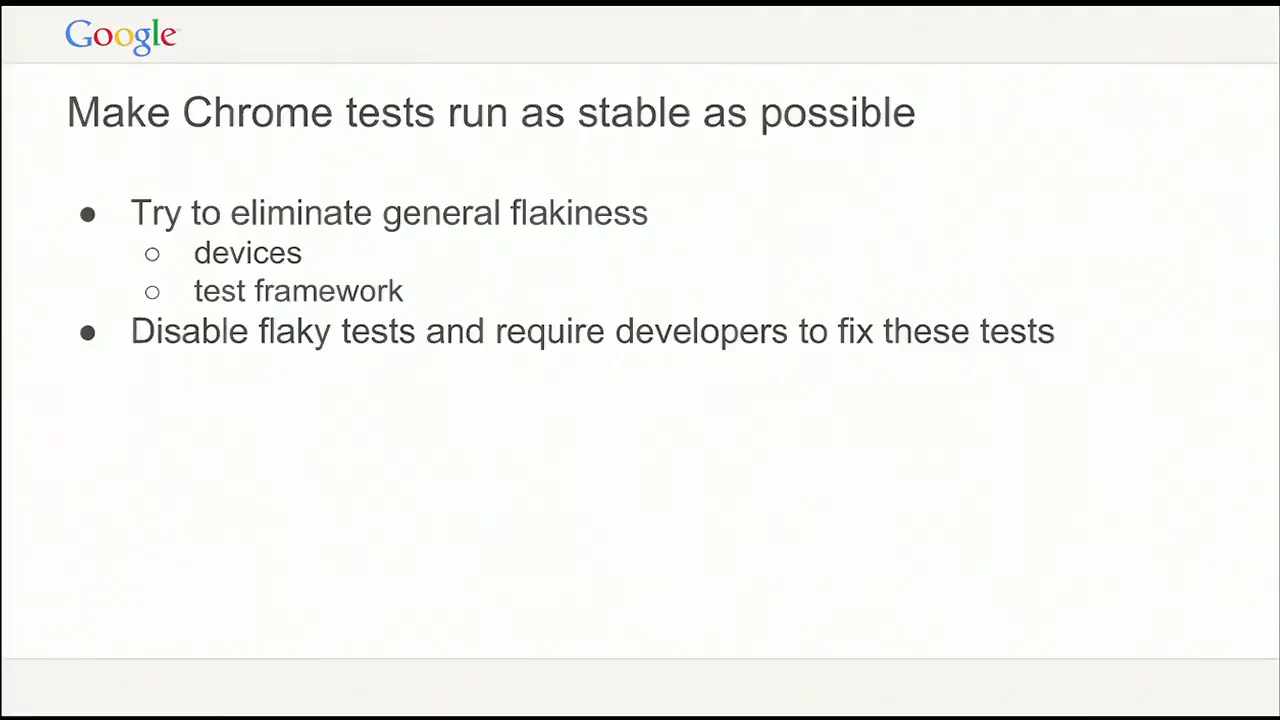 Google
Make Chrome tests run as stable as possible
● Try to eliminate general flakiness
○ devices
○ test framework
● Disable flaky tests and require developers to fix these tests